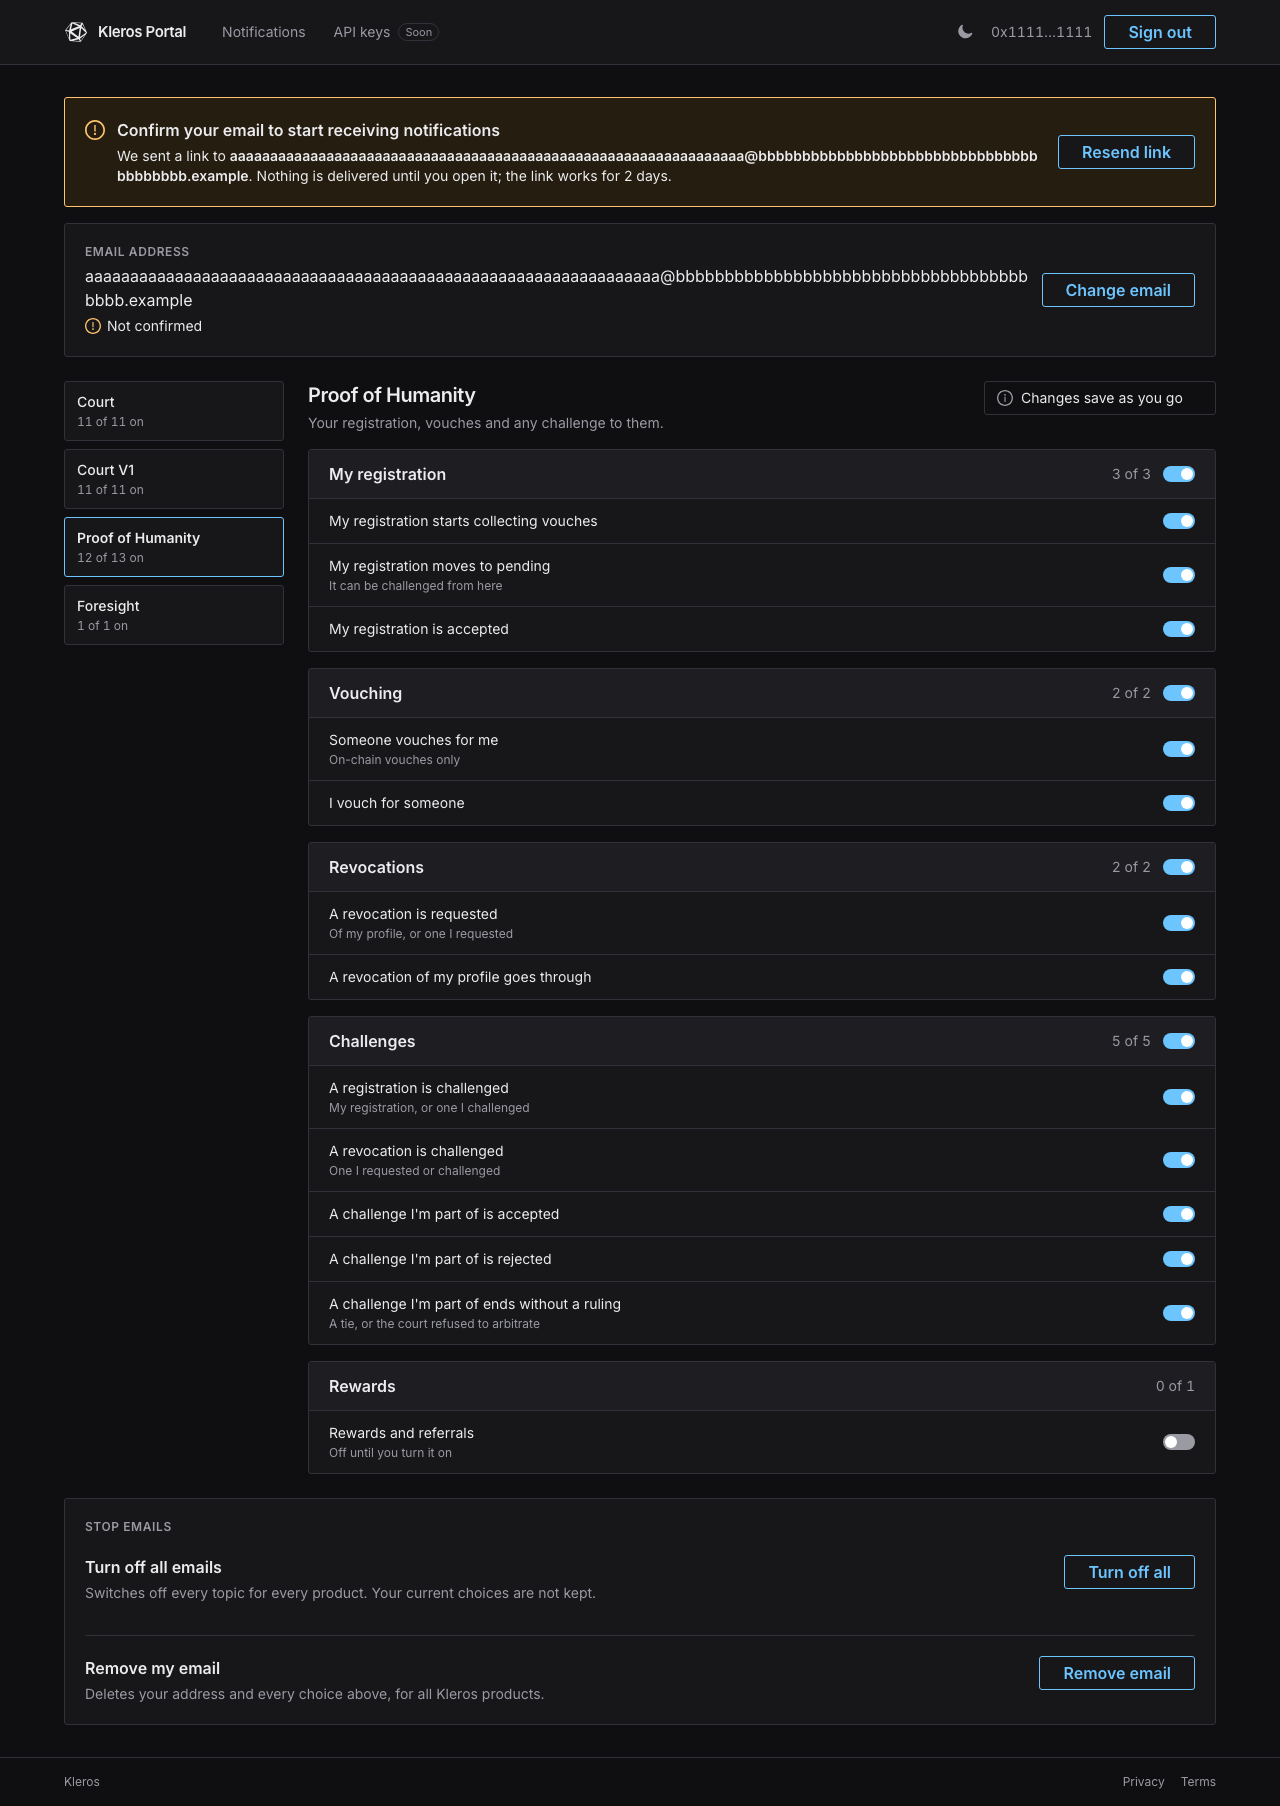 Kleros Portal
Notifications
API keys
Soon
0x1111...1111
Sign out
Confirm your email to start receiving notifications
We sent a link to aaaaaaaaaaaaaaaaaaaaaaaaaaaaaaaaaaaaaaaaaaaaaaaaaaaaaaaaaaaaaaaa@bbbbbbbbbbbbbbbbbbbbbbbbbbbbbbbb
bbbbbbbb.example. Nothing is delivered until you open it; the link works for 2 days.
Resend link
EMAIL ADDRESS
aaaaaaaaaaaaaaaaaaaaaaaaaaaaaaaaaaaaaaaaaaaaaaaaaaaaaaaaaaaaaaaa@bbbbbbbbbbbbbbbbbbbbbbbbbbbbbbbbbbbb
bbbb.example
Not confirmed
Change email
Court
11 of 11 on
Court V1
11 of 11 on
Proof of Humanity
12 of 13 on
Foresight
1 of 1 on
Proof of Humanity
Your registration, vouches and any challenge to them.
Changes save as you go
My registration
3 of 3
My registration starts collecting vouches
My registration moves to pending
It can be challenged from here
My registration is accepted
Vouching
2 of 2
Someone vouches for me
On-chain vouches only
I vouch for someone
Revocations
2 of 2
A revocation is requested
Of my profile, or one I requested
A revocation of my profile goes through
Challenges
5 of 5
A registration is challenged
My registration, or one I challenged
A revocation is challenged
One I requested or challenged
A challenge I'm part of is accepted
A challenge I'm part of is rejected
A challenge I'm part of ends without a ruling
A tie, or the court refused to arbitrate
Rewards
0 of 1
Rewards and referrals
Off until you turn it on
STOP EMAILS
Turn off all emails
Switches off every topic for every product. Your current choices are not kept.
Turn off all
Remove my email
Deletes your address and every choice above, for all Kleros products.
Remove email
Kleros
Privacy
Terms